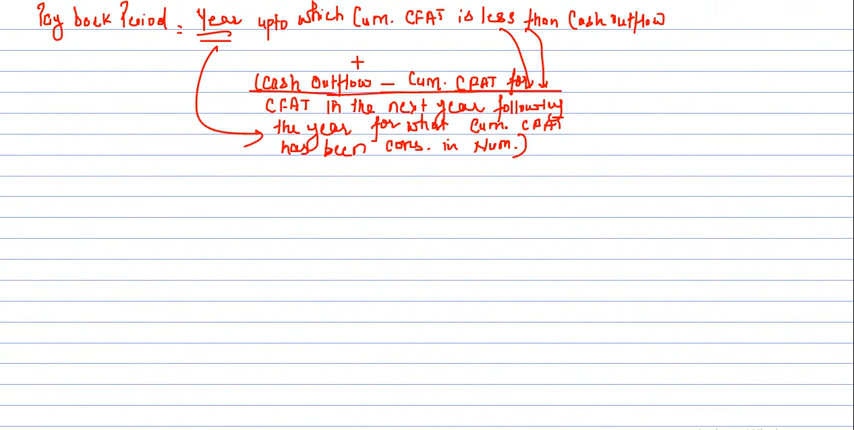 Pay back Period = Year upto which Cum. CFAT is less than Cash outflow
+
(Cash Outflow - Cum. CFAT for
CFAT in the next year following
the year for what Cum. CFAT
has been cons. in Num.)